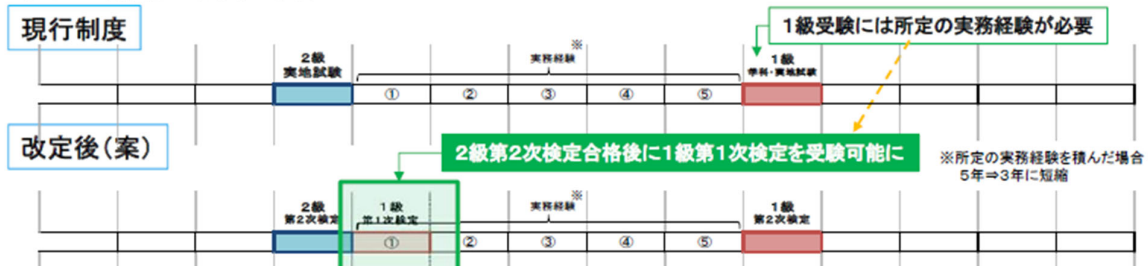 現行制度
1級受験には所定の実務経験が必要
2級
実地試験
※
実務経験
1級
学科・実地試験
① ② ③ ④ ⑤
改定後(案)
2級第2次検定合格後に1級第1次検定を受験可能に
※所定の実務経験を積んだ場合
5年⇒3年に短縮
2級
第2次検定
1級
第1次検定
※
実務経験
1級
第2次検定
① ② ③ ④ ⑤